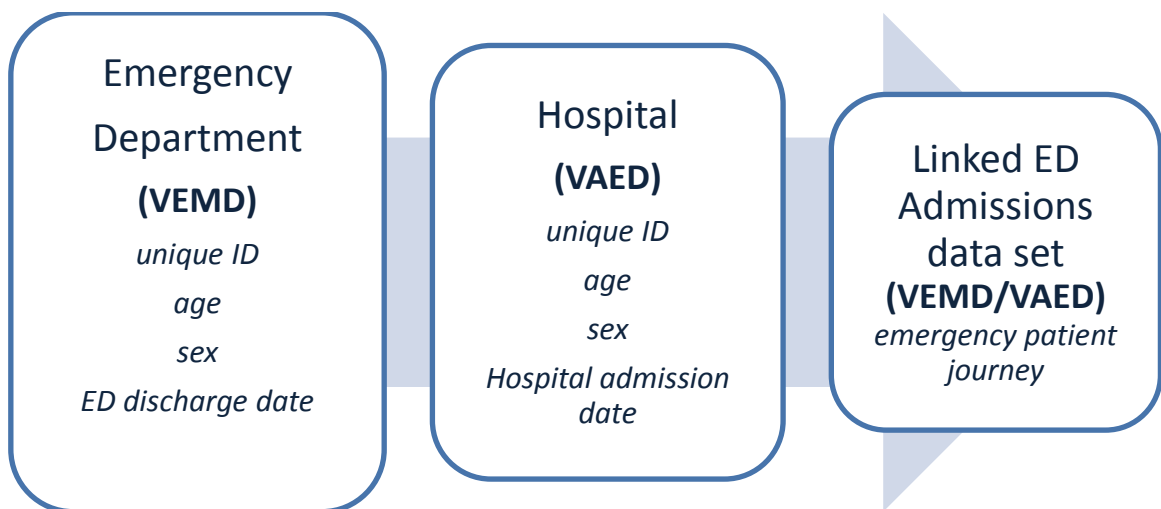 Emergency
Department
(VEMD)
unique ID
age
sex
ED discharge date
Hospital
(VAED)
unique ID
age
sex
Hospital admission
date
Linked ED
Admissions
data set
(VEMD/VAED)
emergency patient
journey